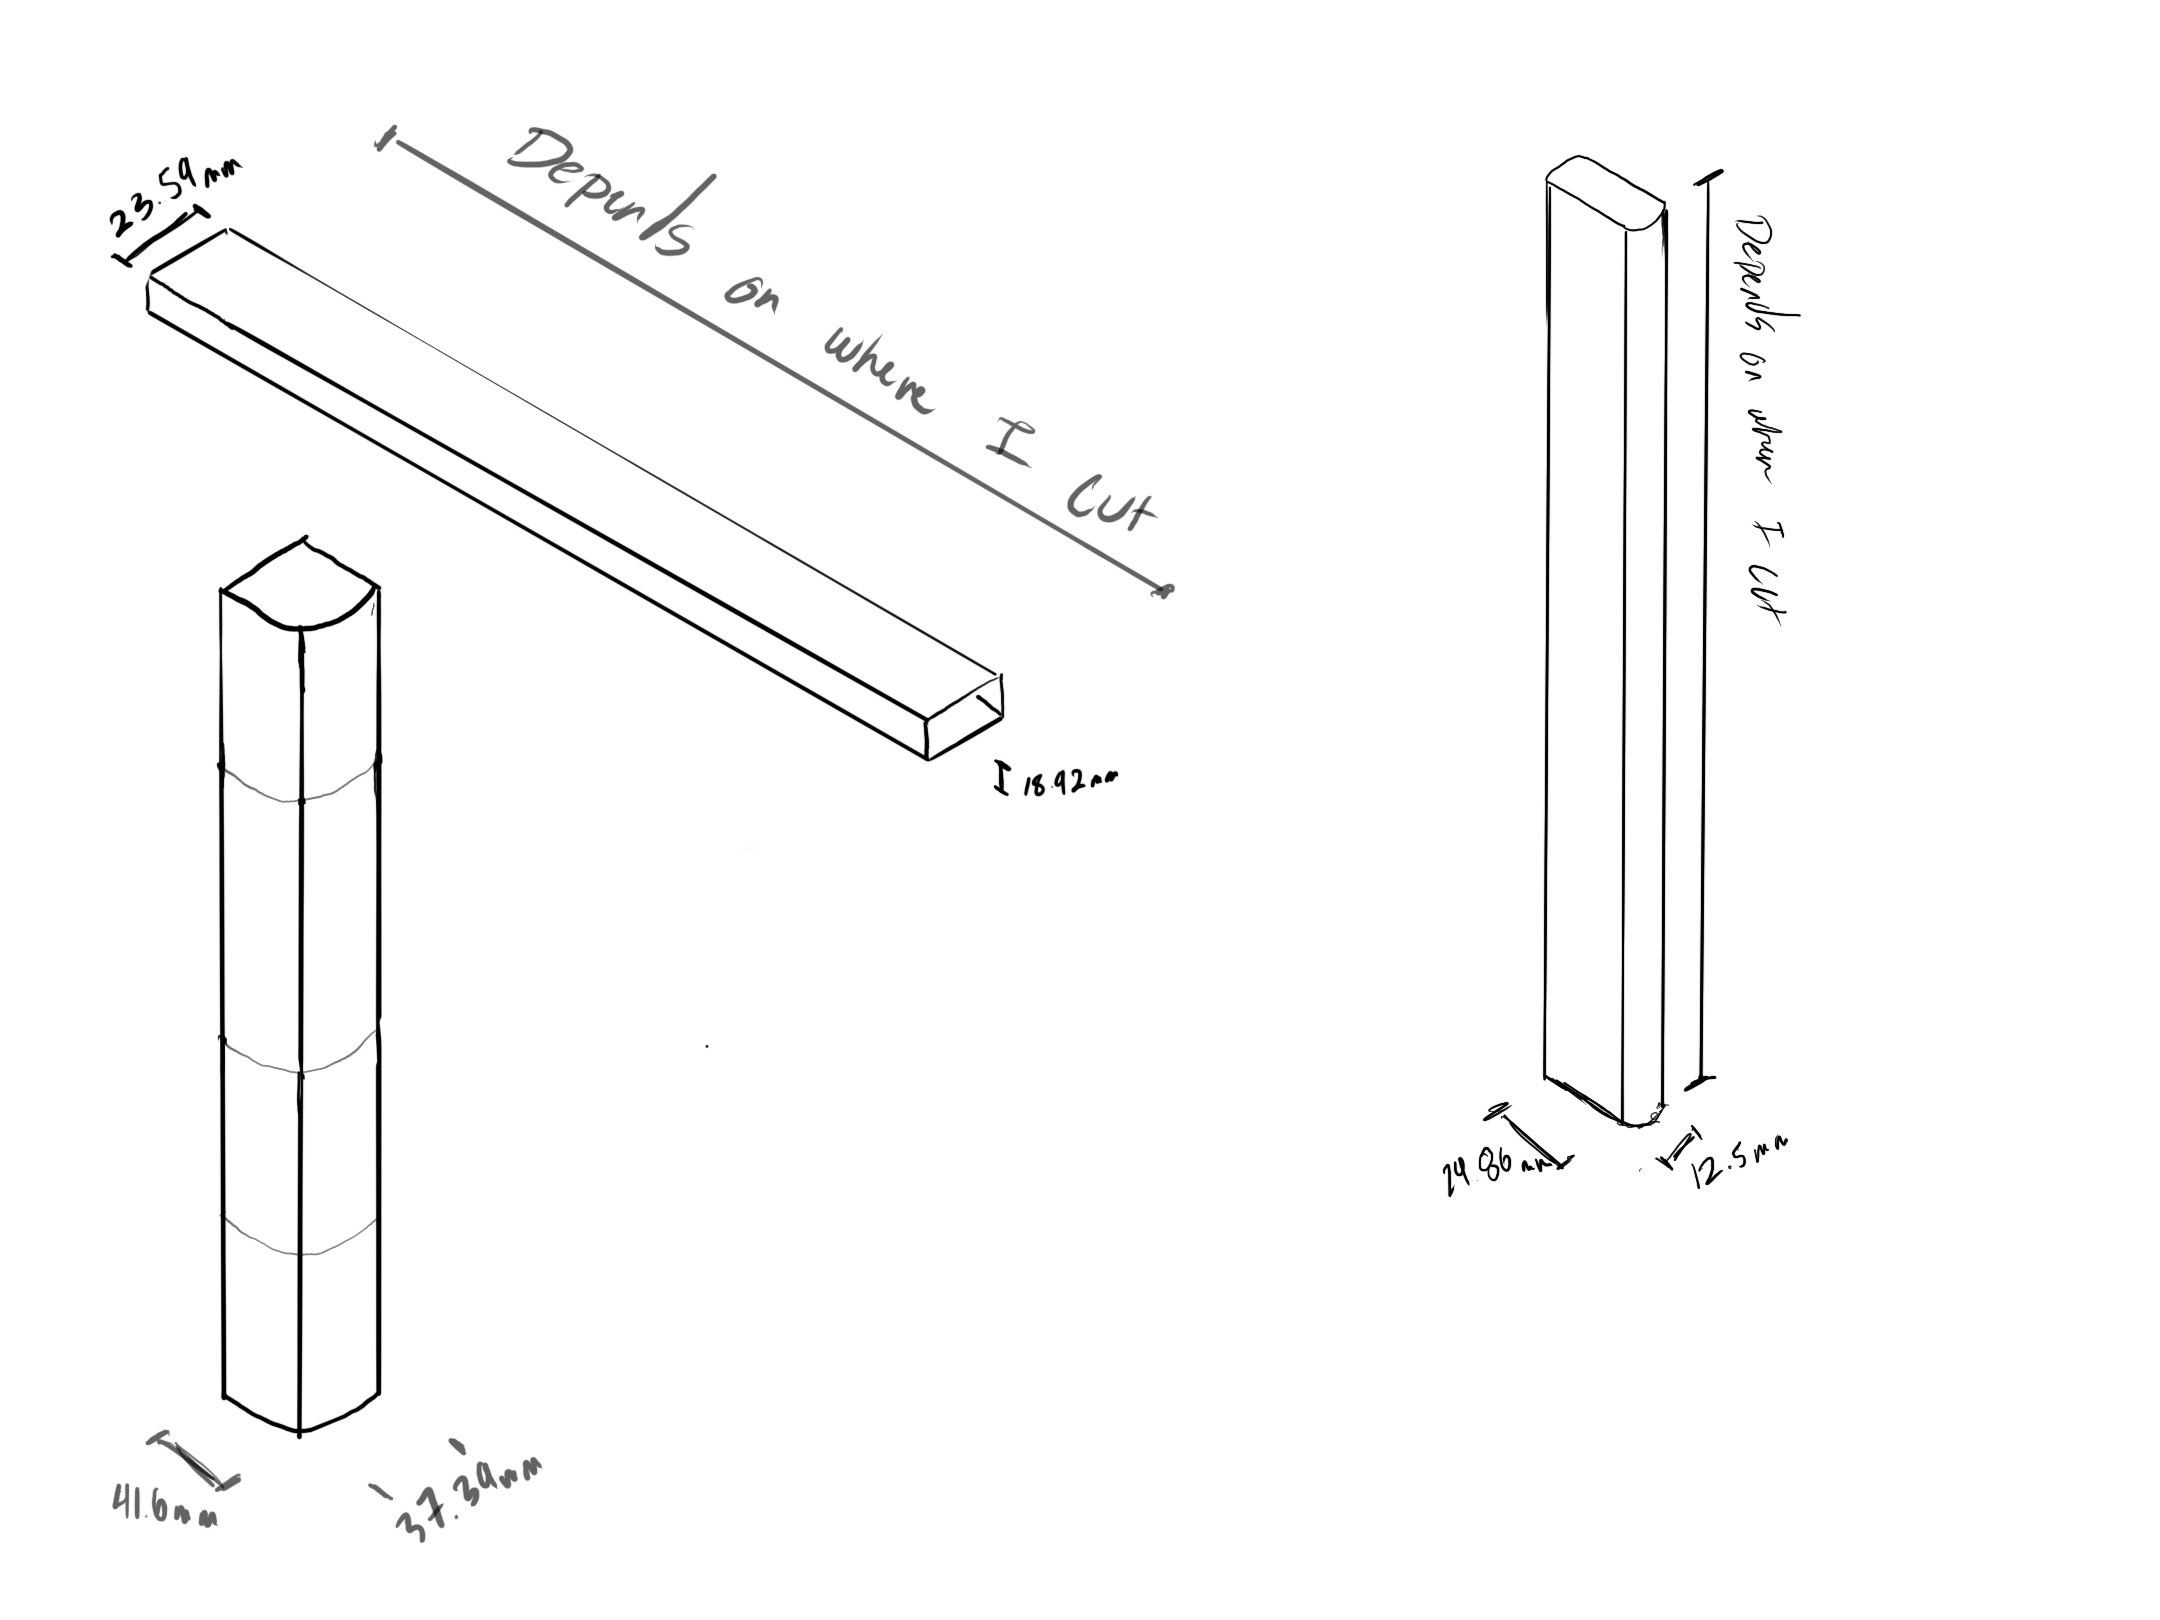 23.59mm
Depends on where I Cut
18.92mm
41.6mm
37.39mm
Depends on where I Cut
24.86mm
12.5mm